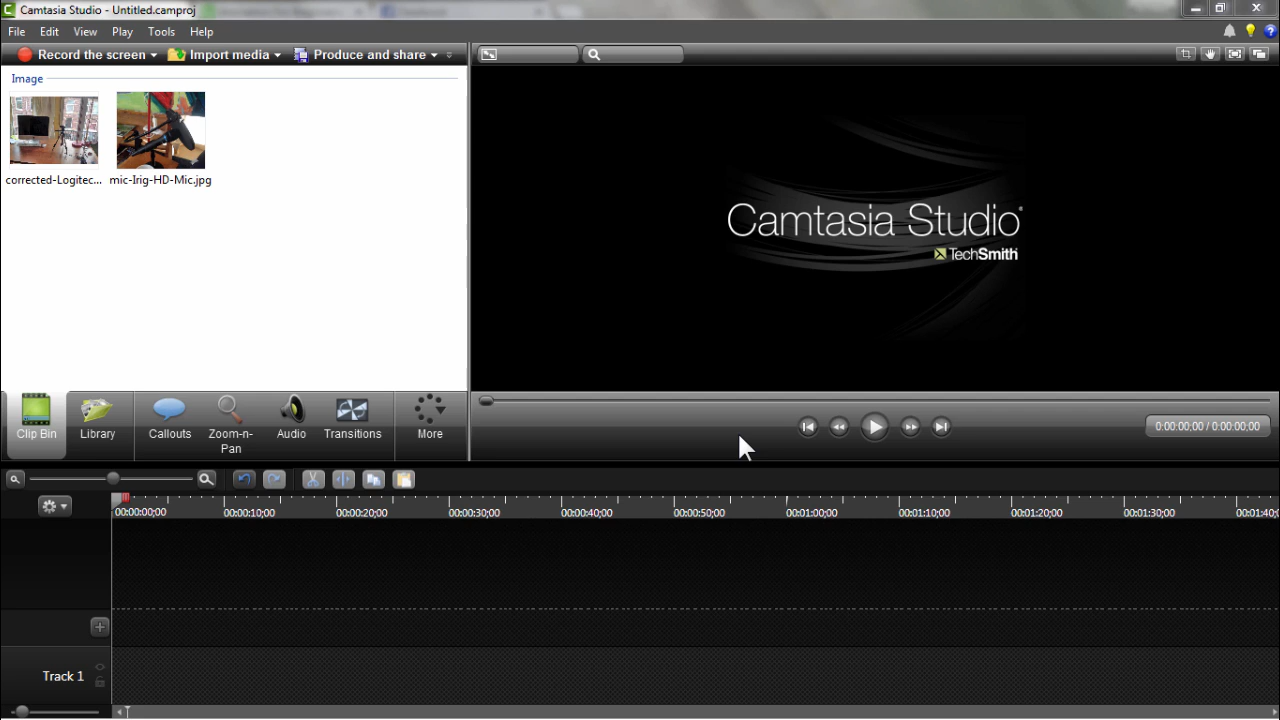 Camtasia Studio - Untitled.camproj
File Edit View Play Tools Help
Record the screen Import media Produce and share
Image
corrected-Logitec... mic-Irig-HD-Mic.jpg
Camtasia Studio®
TechSmith
Clip Bin Library Callouts Zoom-n-Pan Audio Transitions More
0:00:00;00 / 0:00:00;00
00:00:00;00 00:00:10;00 00:00:20;00 00:00:30;00 00:00:40;00 00:00:50;00 00:01:00;00 00:01:10;00 00:01:20;00 00:01:30;00 00:01:40;
Track 1